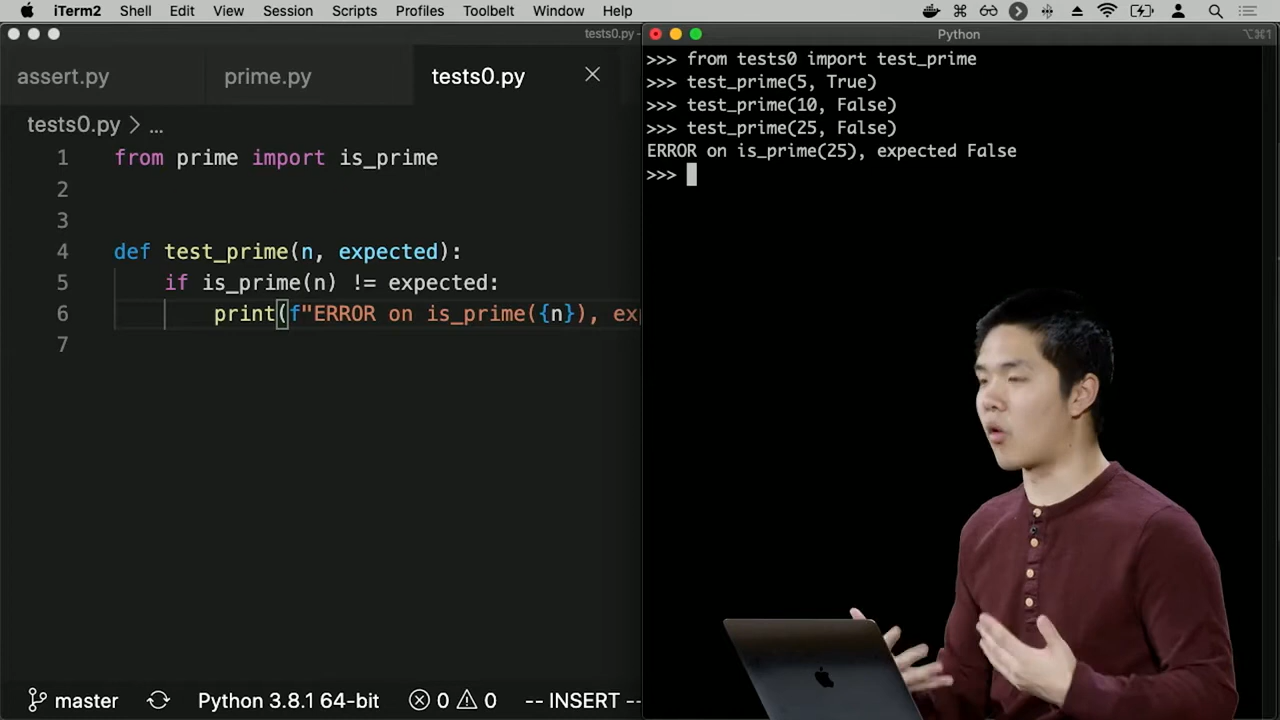 iTerm2 Shell Edit View Session Scripts Profiles Toolbelt Window Help
tests0.py -
Python
⌥⌘1
assert.py prime.py tests0.py
tests0.py > ...
1 from prime import is_prime
2
3
4 def test_prime(n, expected):
5 if is_prime(n) != expected:
6 print(f"ERROR on is_prime({n}), exp
7
>>> from tests0 import test_prime
>>> test_prime(5, True)
>>> test_prime(10, False)
>>> test_prime(25, False)
ERROR on is_prime(25), expected False
>>>
master Python 3.8.1 64-bit 0 0 -- INSERT --